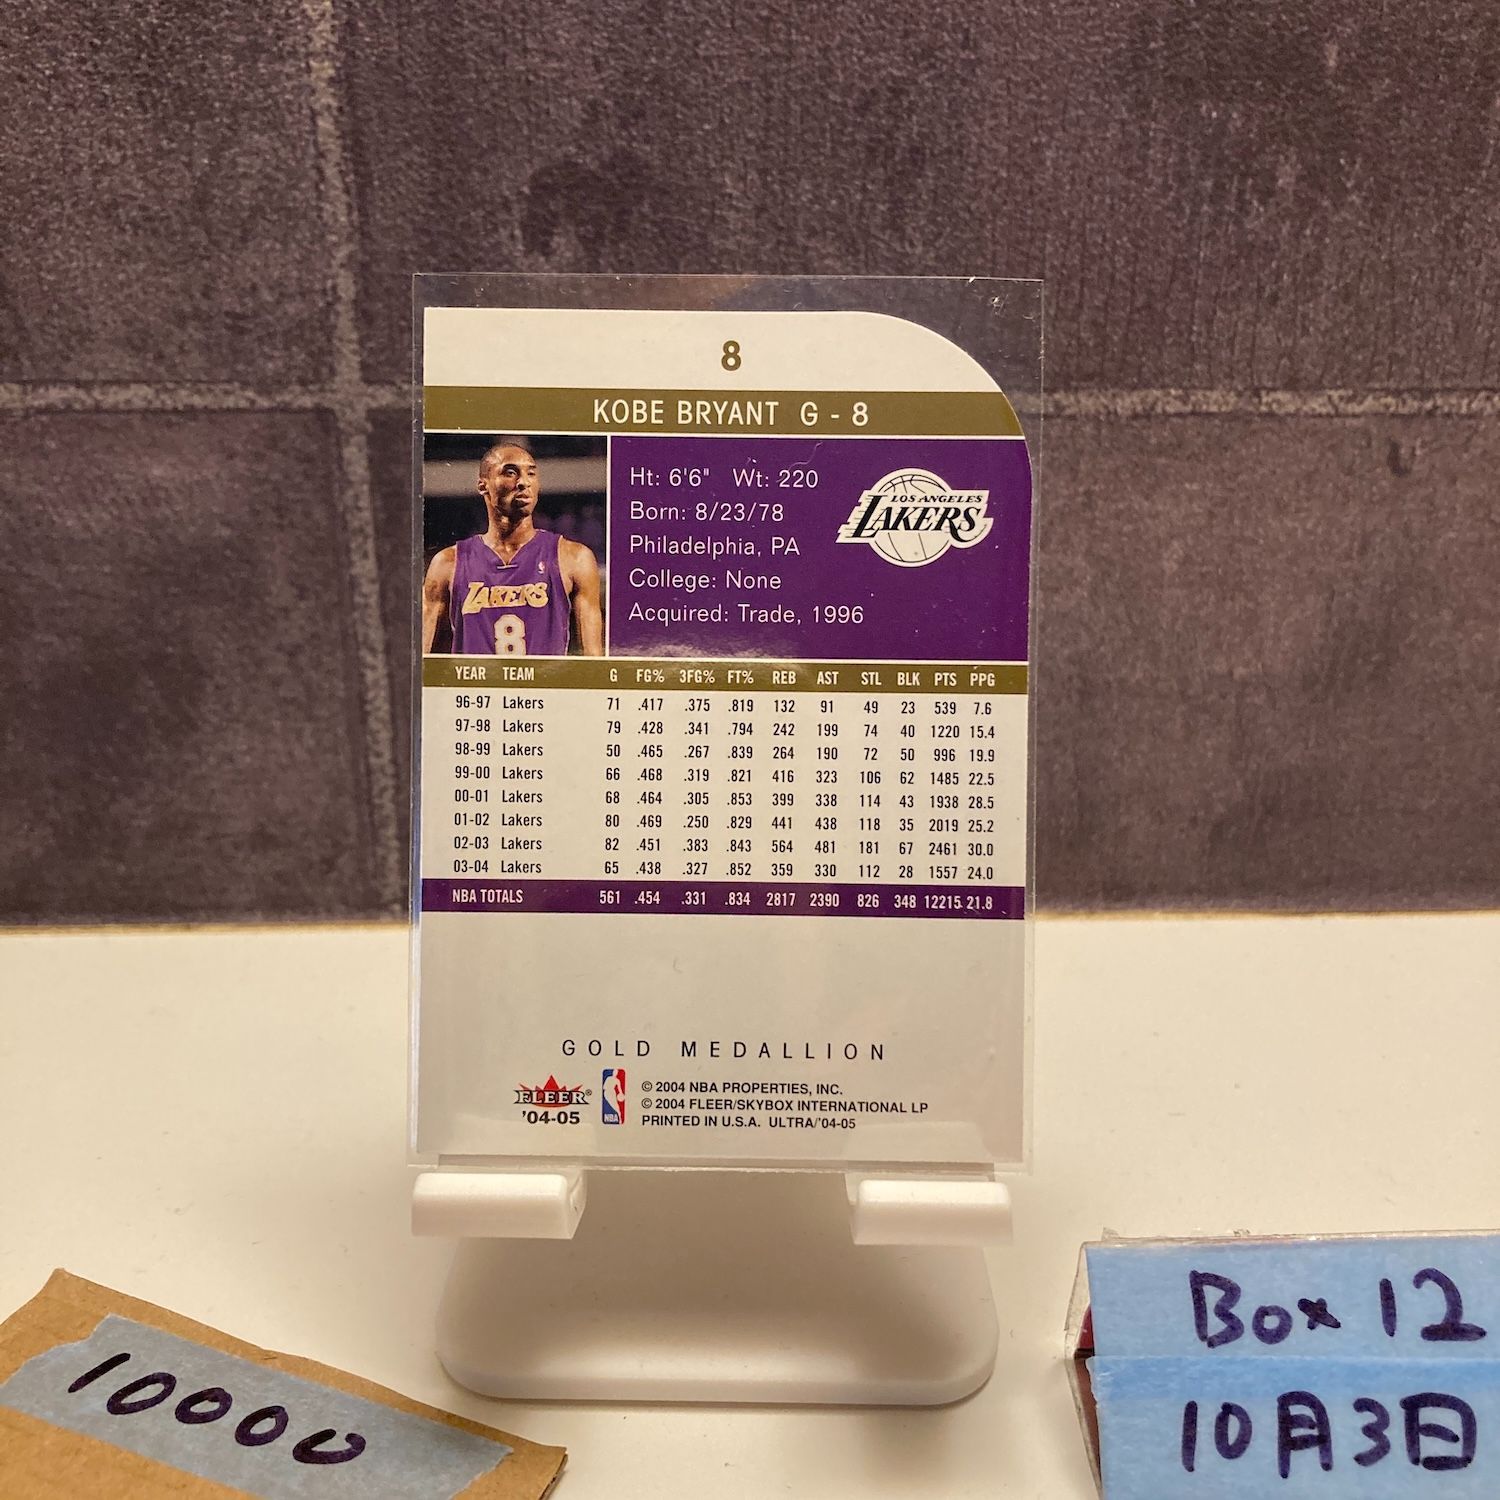 8
KOBE BRYANT G - 8
Ht: 6'6" Wt: 220
Born: 8/23/78
Philadelphia, PA
College: None
Acquired: Trade, 1996
LOS ANGELES
LAKERS
LAKERS
8
YEAR TEAM G FG% 3FG% FT% REB AST STL BLK PTS PPG
96-97 Lakers 71 .417 .375 .819 132 91 49 23 539 7.6
97-98 Lakers 79 .428 .341 .794 242 199 74 40 1220 15.4
98-99 Lakers 50 .465 .267 .839 264 190 72 50 996 19.9
99-00 Lakers 66 .468 .319 .821 416 323 106 62 1485 22.5
00-01 Lakers 68 .464 .305 .853 399 338 114 43 1938 28.5
01-02 Lakers 80 .469 .250 .829 441 438 118 35 2019 25.2
02-03 Lakers 82 .451 .383 .843 564 481 181 67 2461 30.0
03-04 Lakers 65 .438 .327 .852 359 330 112 28 1557 24.0
NBA TOTALS 561 .454 .331 .834 2817 2390 826 348 12215 21.8
GOLD MEDALLION
FLEER®
'04-05
NBA
© 2004 NBA PROPERTIES, INC.
© 2004 FLEER/SKYBOX INTERNATIONAL LP
PRINTED IN U.S.A. ULTRA/'04-05
10000
Box 12
10月3日